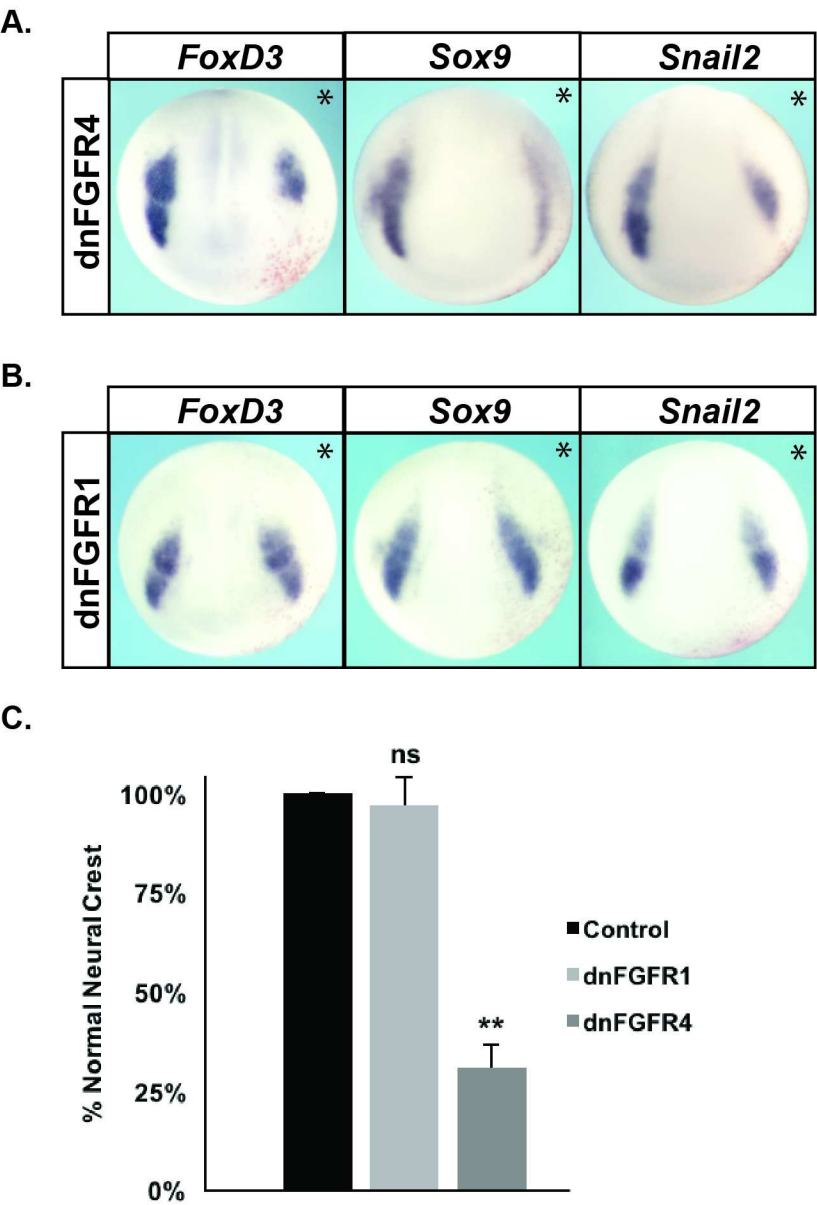 A.
FoxD3 Sox9 Snail2
dnFGFR4
* * *
B.
FoxD3 Sox9 Snail2
dnFGFR1
* * *
C.
% Normal Neural Crest
100%
75%
50%
25%
0%
ns
**
Control
dnFGFR1
dnFGFR4